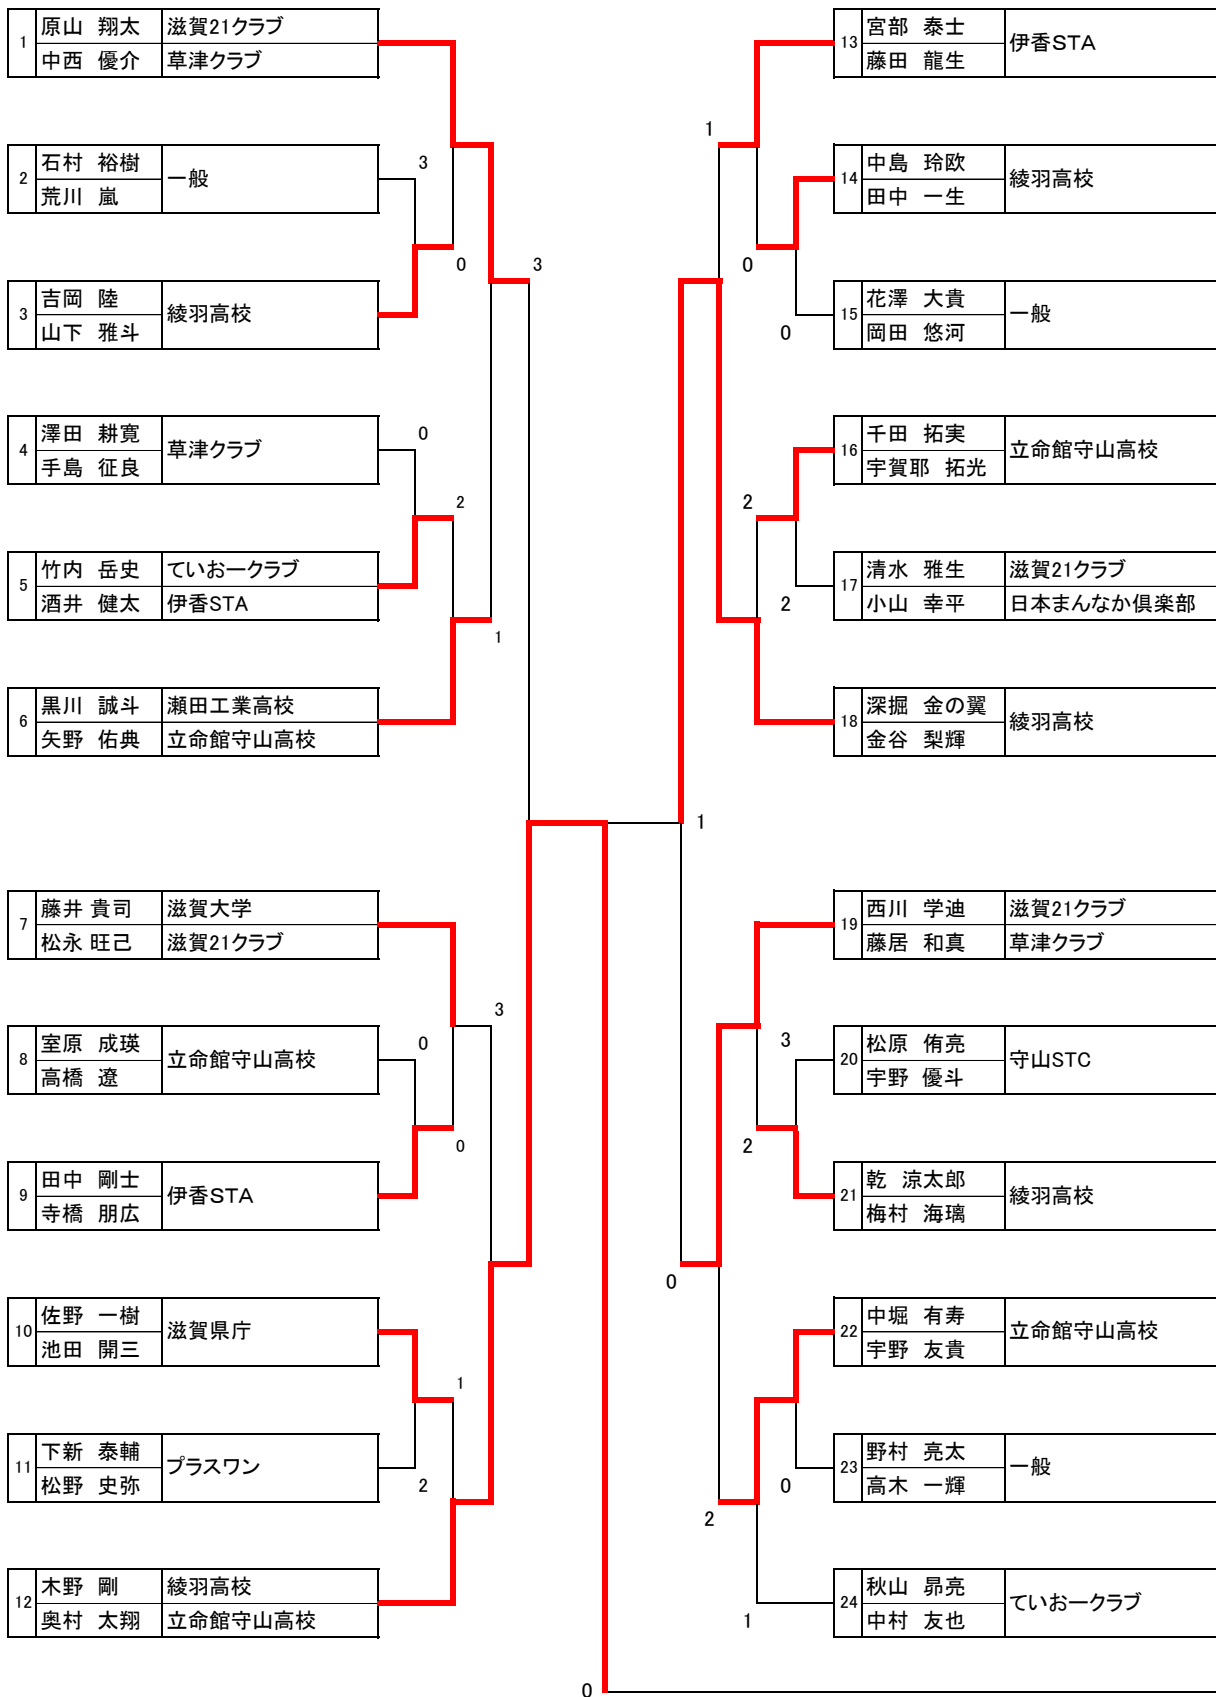 1 原山 翔太 滋賀21クラブ
中西 優介 草津クラブ
2 石村 裕樹 一般
荒川 嵐
3
3 吉岡 陸 綾羽高校
山下 雅斗
0
3
4 澤田 耕寛 草津クラブ
手島 征良
0
2
5 竹内 岳史 ていおークラブ
酒井 健太 伊香STA
1
6 黒川 誠斗 瀬田工業高校
矢野 佑典 立命館守山高校
7 藤井 貴司 滋賀大学
松永 旺己 滋賀21クラブ
3
8 室原 成瑛 立命館守山高校
高橋 遼
0
0
9 田中 剛士 伊香STA
寺橋 朋広
10 佐野 一樹 滋賀県庁
池田 開三
1
11 下新 泰輔 プラスワン
松野 史弥
2
12 木野 剛 綾羽高校
奥村 太翔 立命館守山高校
0
13 宮部 泰士 伊香STA
藤田 龍生
1
14 中島 玲欧 綾羽高校
田中 一生
0
15 花澤 大貴 一般
岡田 悠河
0
16 千田 拓実 立命館守山高校
宇賀耶 拓光
2
17 清水 雅生 滋賀21クラブ
小山 幸平 日本まんなか倶楽部
2
18 深掘 金の翼 綾羽高校
金谷 梨輝
1
19 西川 学迪 滋賀21クラブ
藤居 和真 草津クラブ
20 松原 侑亮 守山STC
宇野 優斗
3
2
21 乾 涼太郎 綾羽高校
梅村 海璃
0
22 中堀 有寿 立命館守山高校
宇野 友貴
23 野村 亮太 一般
高木 一輝
0
2
24 秋山 昴亮 ていおークラブ
中村 友也
1